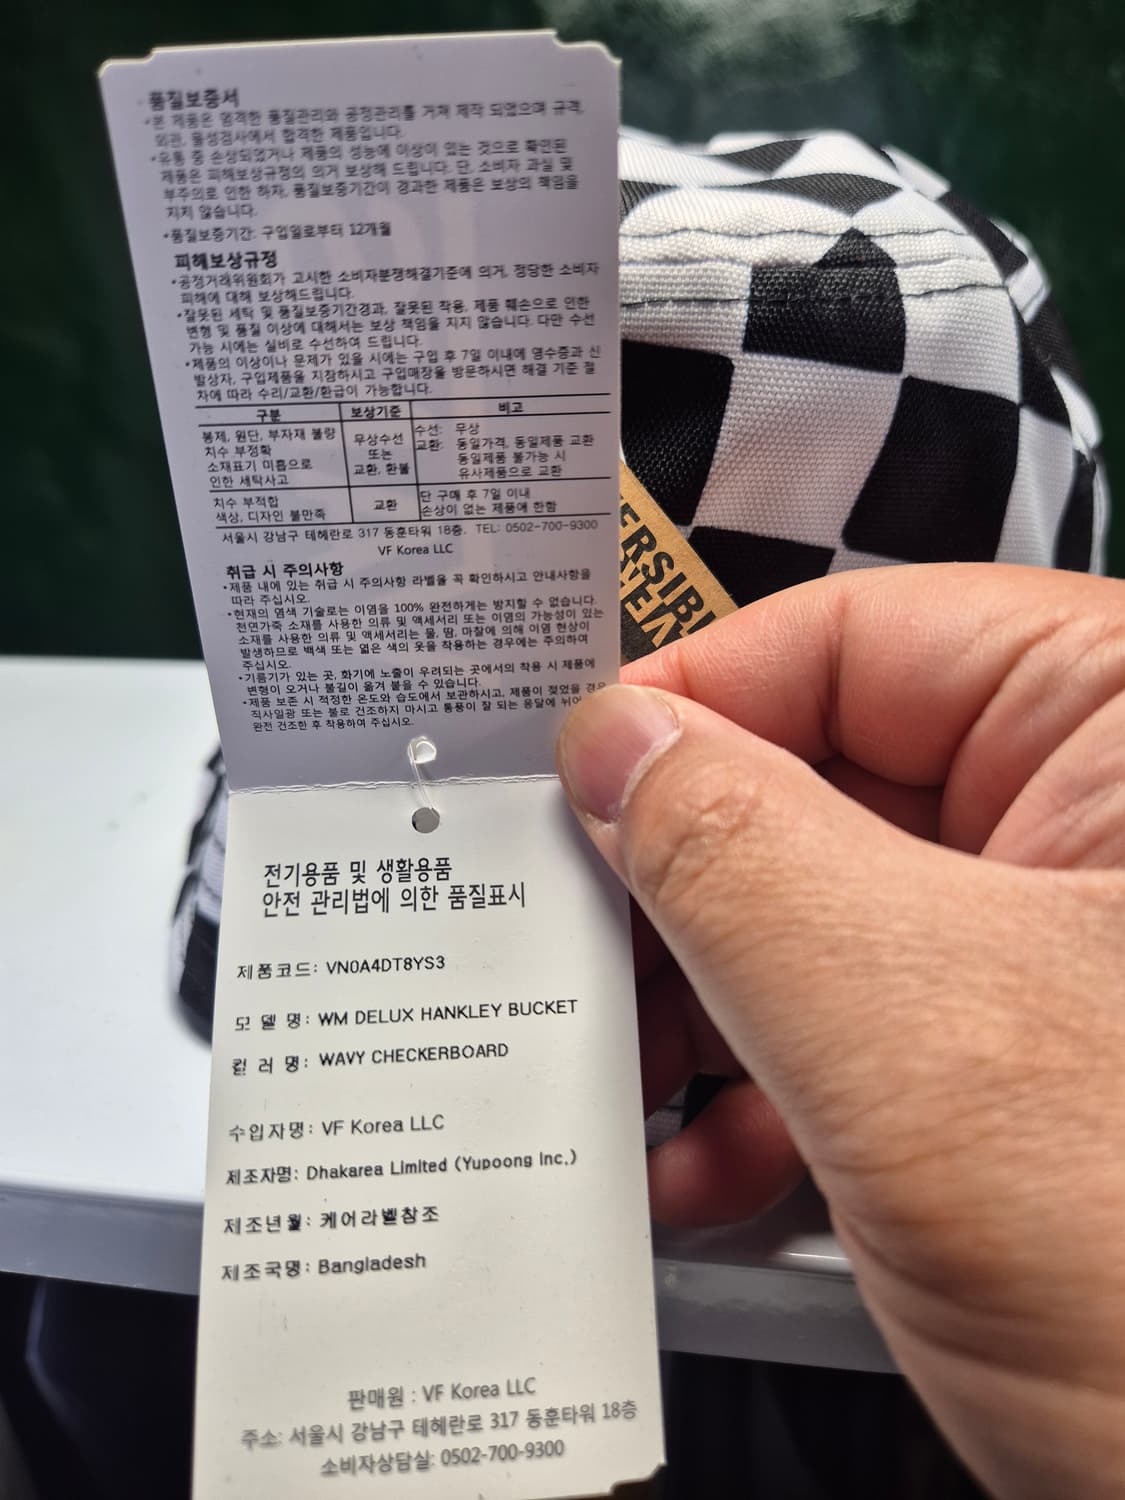 품질보증서
•본 제품은 엄격한 품질관리와 공정관리를 거쳐 제작 되었으며 규격,
외관, 물성검사에서 합격한 제품입니다.
•유통 중 손상되었거나 제품의 성능에 이상이 있는 것으로 확인된
제품은 피해보상규정의 의거 보상해 드립니다. 단, 소비자 과실 및
부주의로 인한 하자, 품질보증기간이 경과한 제품은 보상의 책임을
지지 않습니다.
•품질보증기간: 구입일로부터 12개월
피해보상규정
•공정거래위원회가 고시한 소비자분쟁해결기준에 의거, 정당한 소비자
피해에 대해 보상해드립니다.
•잘못된 세탁 및 품질보증기간경과, 잘못된 착용, 제품 훼손으로 인한
변형 및 품질 이상에 대해서는 보상 책임을 지지 않습니다. 다만 수선
가능 시에는 실비로 수선하여 드립니다.
•제품의 이상이나 문제가 있을 시에는 구입 후 7일 이내에 영수증과 신
발상자, 구입제품을 지참하시고 구입매장을 방문하시면 해결 기준 절
차에 따라 수리/교환/환급이 가능합니다.
구분 보상기준 비고
봉제, 원단, 부자재 불량
치수 부정확
소재표기 미흡으로
인한 세탁사고
무상수선
또는
교환, 환불
수선: 무상
교환: 동일가격, 동일제품 교환
동일제품 불가능 시
유사제품으로 교환
치수 부적합
색상, 디자인 불만족
교환
단 구매 후 7일 이내
손상이 없는 제품에 한함
서울시 강남구 테헤란로 317 동훈타워 18층. TEL: 0502-700-9300
VF Korea LLC
취급 시 주의사항
•제품 내에 있는 취급 시 주의사항 라벨을 꼭 확인하시고 안내사항을
따라 주십시오.
•현재의 염색 기술로는 이염을 100% 완전하게는 방지할 수 없습니다.
천연가죽 소재를 사용한 의류 및 액세서리 또는 이염의 가능성이 있는
소재를 사용한 의류 및 액세서리는 물, 땀, 마찰에 의해 이염 현상이
발생하므로 백색 또는 엷은 색의 옷을 착용하는 경우에는 주의하여
주십시오.
•기름기가 있는 곳, 화기에 노출이 우려되는 곳에서의 착용 시 제품에
변형이 오거나 불길이 옮겨 붙을 수 있습니다.
•제품 보존 시 적정한 온도와 습도에서 보관하시고, 제품이 젖었을 경우
직사일광 또는 불로 건조하지 마시고 통풍이 잘 되는 응달에
완전 건조한 후 착용하여 주십시오.
전기용품 및 생활용품
안전 관리법에 의한 품질표시
제품코드: VN0A4DT8YS3
모 델 명: WM DELUX HANKLEY BUCKET
컬 러 명: WAVY CHECKERBOARD
수입자명: VF Korea LLC
제조자명: Dhakarea Limited (Yupoong Inc.)
제조년월: 케어라벨참조
제조국명: Bangladesh
판매원 : VF Korea LLC
주소: 서울시 강남구 테헤란로 317 동훈타워 18층
소비자상담실: 0502-700-9300